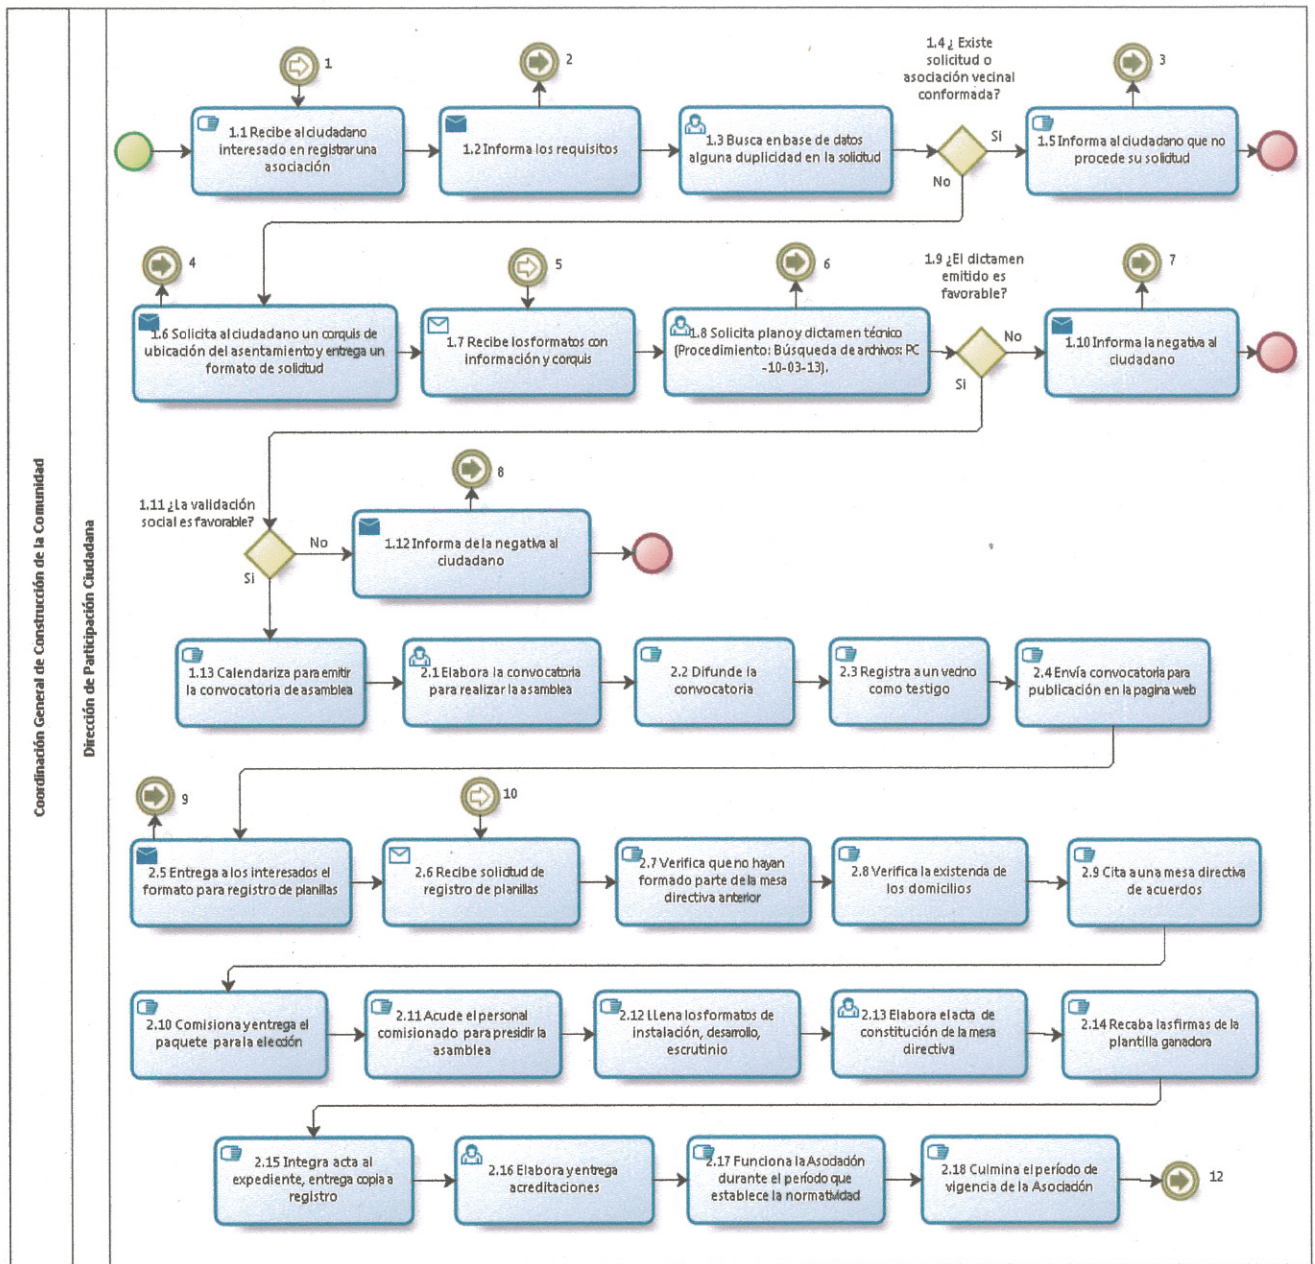 Coordinación General de Construcción de la Comunidad
Dirección de Participación Ciudadana
1
2
1.4 ¿ Existe
solicitud o
asociación vecinal
conformada?
3
1.1 Recibe al ciudadano
interesado en registrar una
asociación
1.2 Informa los requisitos
1.3 Busca en base de datos
alguna duplicidad en la solicitud
Si
No
1.5 Informa al ciudadano que no
procede su solicitud
4
5
6
1.9 ¿El dictamen
emitido es
favorable?
7
1.6 Solicita al ciudadano un corquis de
ubicación del asentamiento y entrega un
formato de solicitud
1.7 Recibe los formatos con
información y corquis
1.8 Solicita plano y dictamen técnico
(Procedimiento: Búsqueda de archivos: PC
-10-03-13).
No
Si
1.10 Informa la negativa al
ciudadano
8
1.11 ¿La validación
social es favorable?
No
Si
1.12 Informa de la negativa al
ciudadano
1.13 Calendariza para emitir
la convocatoria de asamblea
2.1 Elabora la convocatoria
para realizar la asamblea
2.2 Difunde la
convocatoria
2.3 Registra a un vecino
como testigo
2.4 Envía convocatoria para
publicación en la pagina web
9
10
2.5 Entrega a los interesados el
formato para registro de planillas
2.6 Recibe solicitud de
registro de planillas
2.7 Verifica que no hayan
formado parte de la mesa
directiva anterior
2.8 Verifica la existencia de
los domicilios
2.9 Cita a una mesa directiva
de acuerdos
2.10 Comisiona y entrega el
paquete para la elección
2.11 Acude el personal
comisionado para presidir la
asamblea
2.12 LLena los formatos de
instalación, desarrollo,
escrutinio
2.13 Elabora el acta de
constitución de la mesa
directiva
2.14 Recaba las firmas de la
plantilla ganadora
2.15 Integra acta al
expediente, entrega copia a
registro
2.16 Elabora y entrega
acreditaciones
2.17 Funciona la Asociación
durante el período que
establece la normatividad
2.18 Culmina el período de
vigencia de la Asociación
12